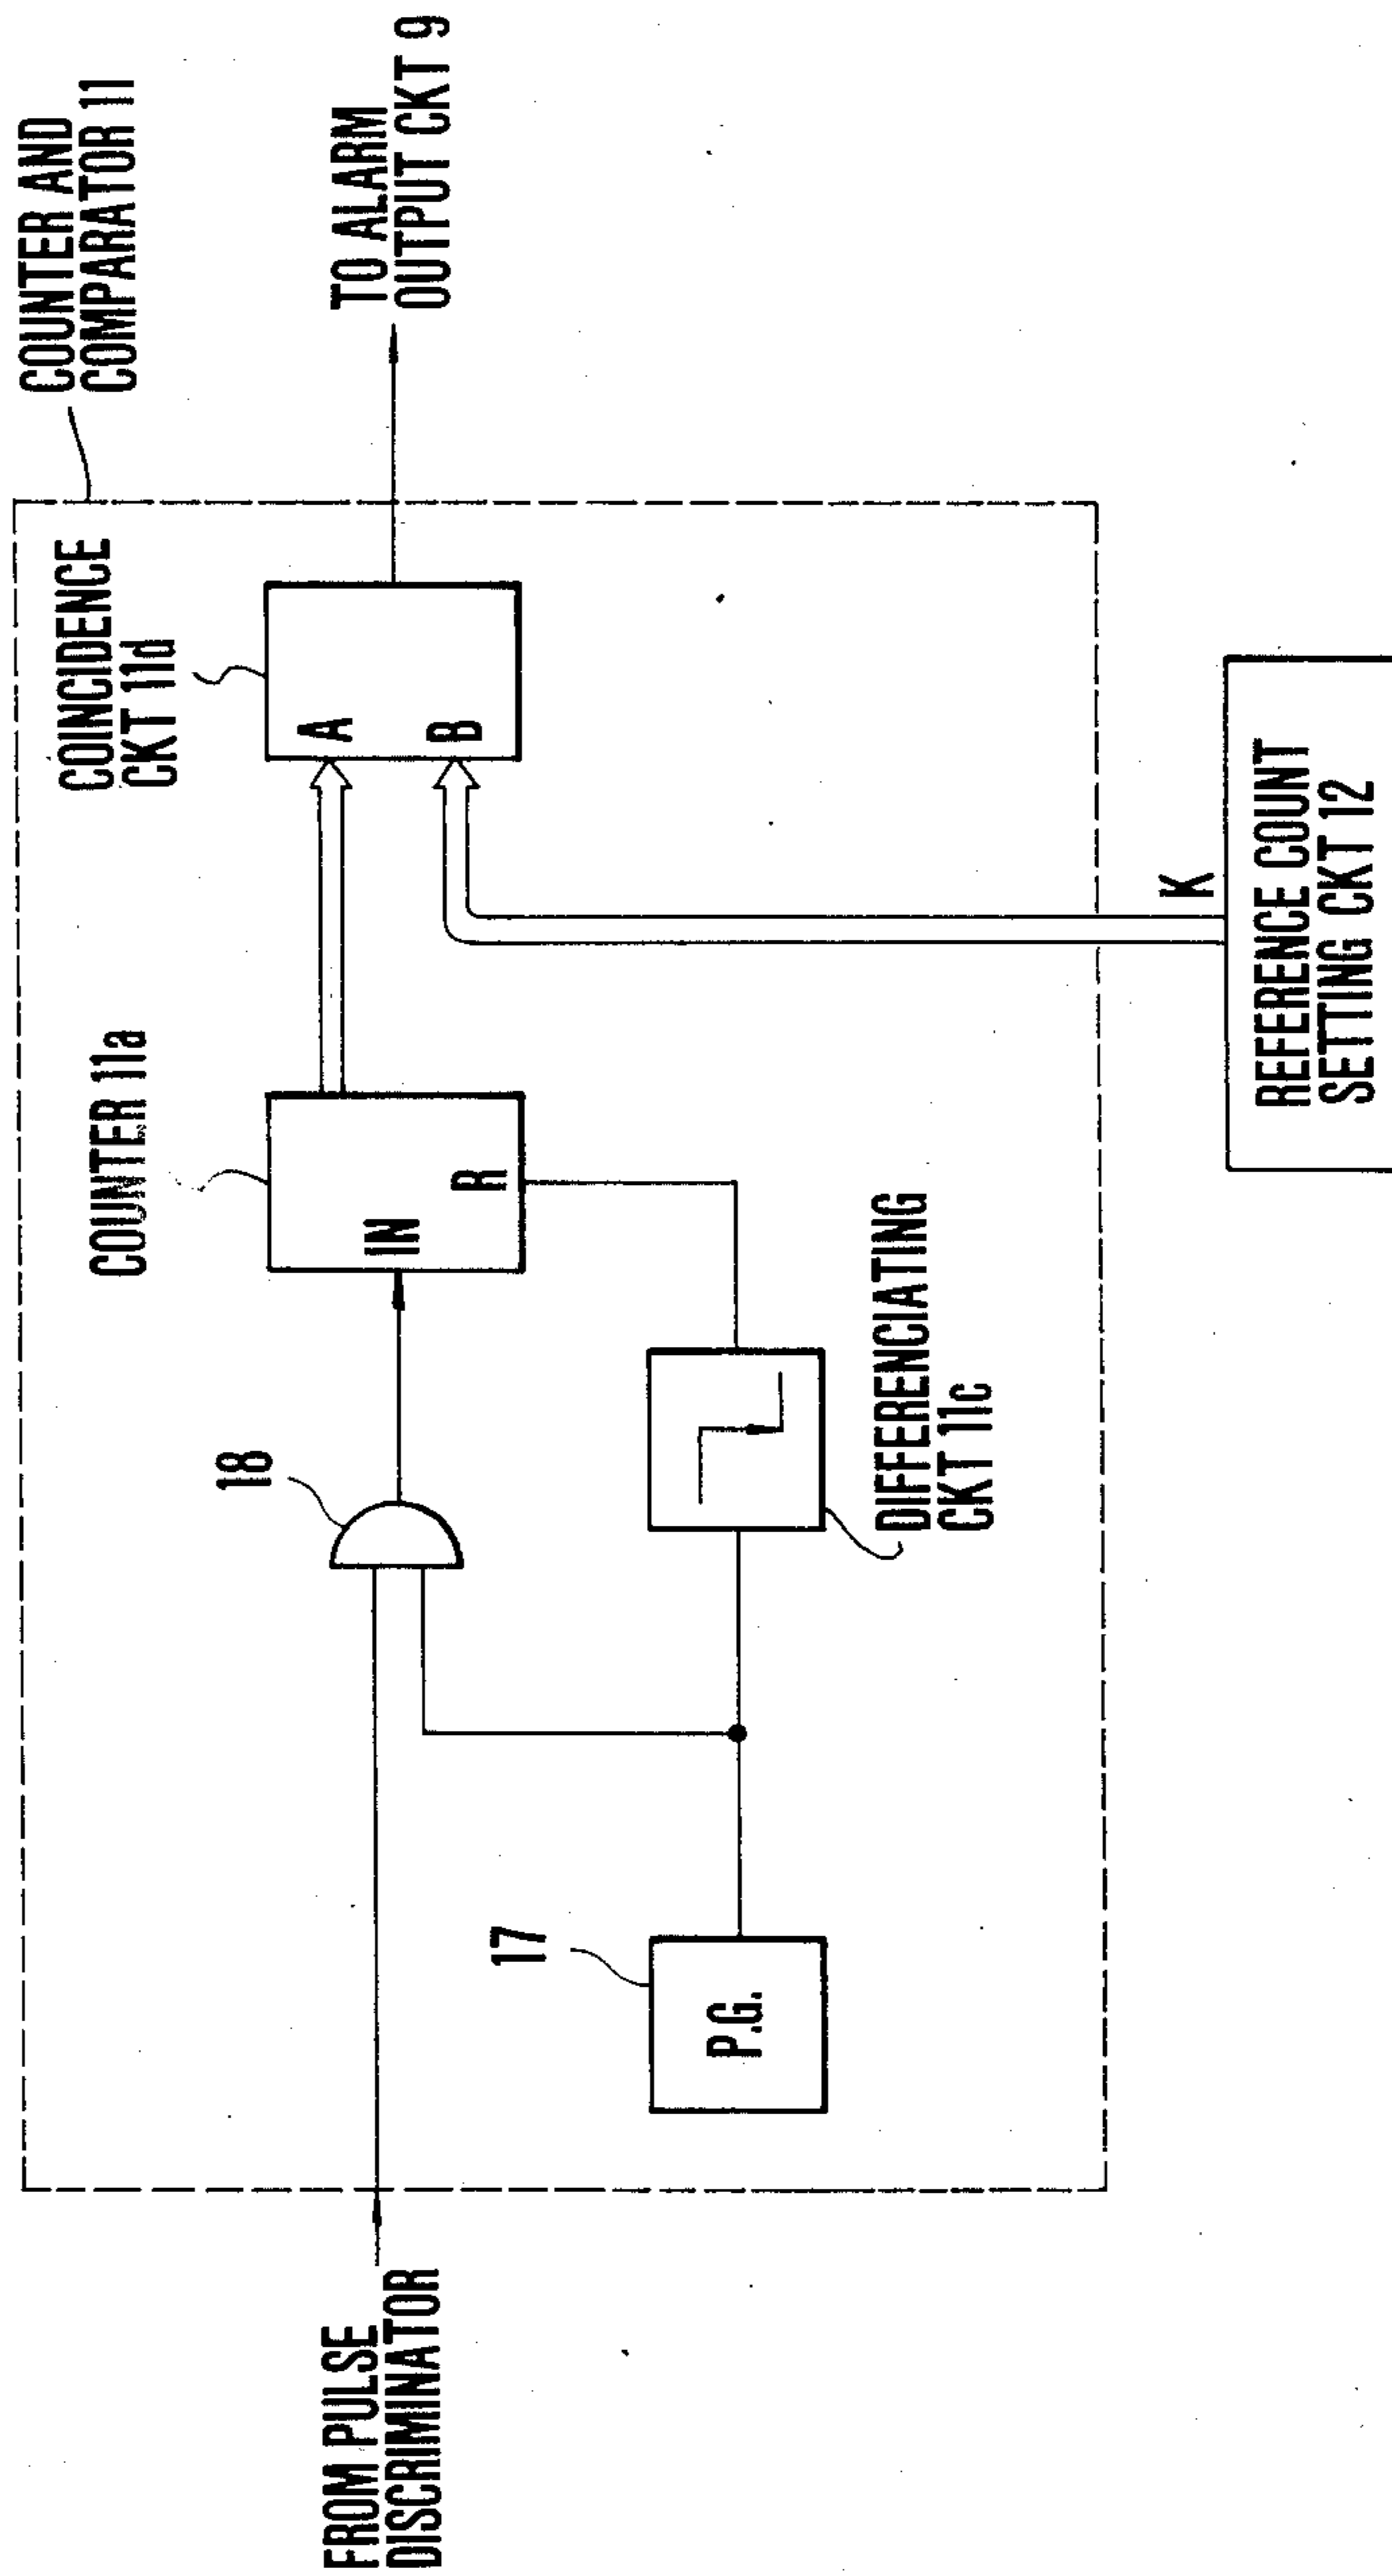 COUNTER AND
COMPARATOR 11
COINCIDENCE
CKT 11d
TO ALARM
OUTPUT CKT 9
COUNTER 11a
A
B
18
IN
R
FROM PULSE
DISCRIMINATOR
17
P.G.
DIFFERENCIATING
CKT 11c
K
REFERENCE COUNT
SETTING CKT 12